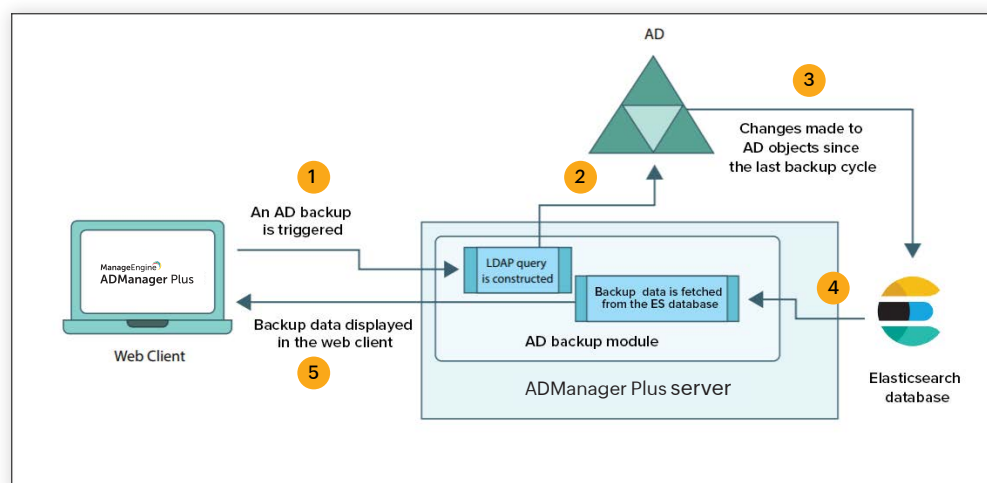 AD
3
Changes made to
AD objects since
the last backup cycle
1
2
An AD backup
is triggered
ManageEngine
ADManager Plus
LDAP query
is constructed
Backup data is fetched
from the ES database
4
Backup data displayed
in the web client
Web Client
5
AD backup module
ADManager Plus server
Elasticsearch
database